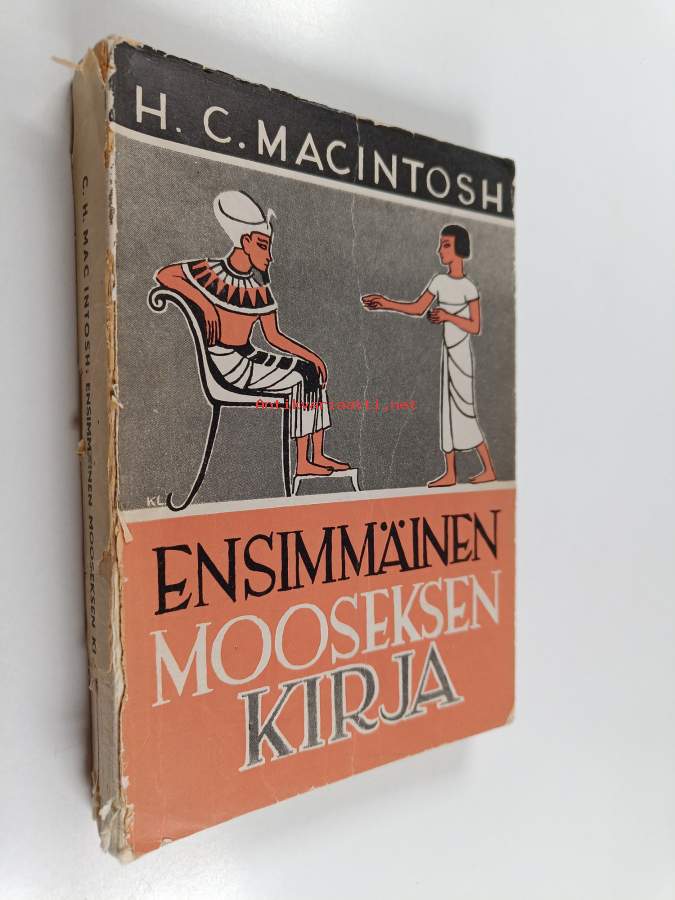 H. C. MACINTOSH
Antikvariaatti.net
KL
ENSIMMÄINEN
MOOSEKSEN
KIRJA
C. H. MAC INTOSH, ENSIMMÄINEN MOOSEKSEN KI